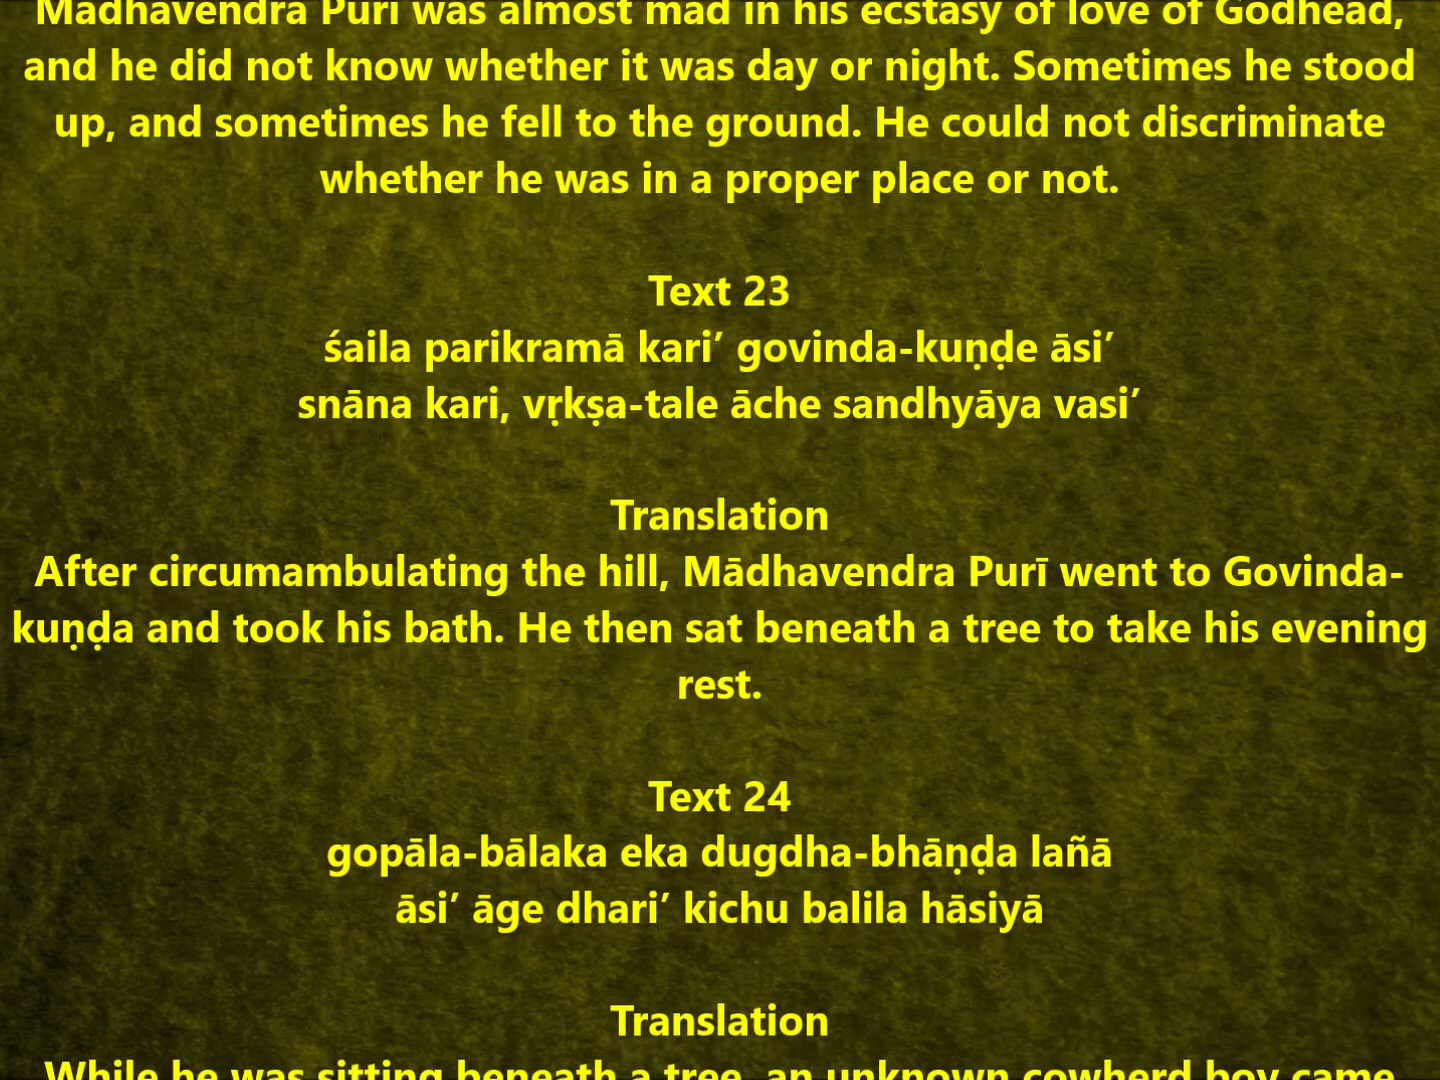 Mādhavendra Purī was almost mad in his ecstasy of love of Godhead,
and he did not know whether it was day or night. Sometimes he stood
up, and sometimes he fell to the ground. He could not discriminate
whether he was in a proper place or not.
Text 23
śaila parikramā kari’ govinda-kuṇḍe āsi’
snāna kari, vṛkṣa-tale āche sandhyāya vasi’
Translation
After circumambulating the hill, Mādhavendra Purī went to Govinda-
kuṇḍa and took his bath. He then sat beneath a tree to take his evening
rest.
Text 24
gopāla-bālaka eka dugdha-bhāṇḍa lañā
āsi’ āge dhari’ kichu balila hāsiyā
Translation
While he was sitting beneath a tree, an unknown cowherd boy came